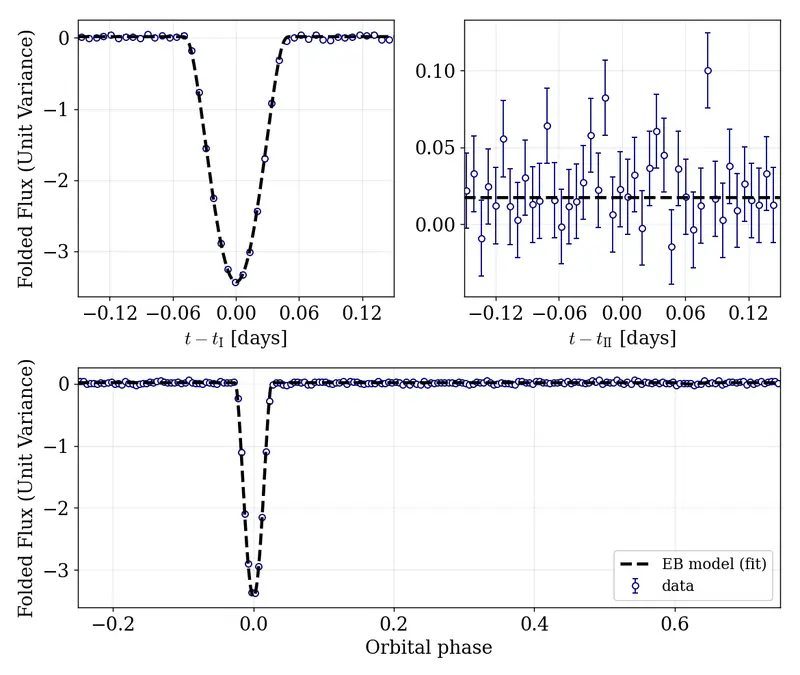 Folded Flux (Unit Variance)
0
−1
−2
−3
−0.12 −0.06 0.00 0.06 0.12
t − t_I [days]
0.10
0.05
0.00
−0.12 −0.06 0.00 0.06 0.12
t − t_II [days]
Folded Flux (Unit Variance)
0
−1
−2
−3
EB model (fit)
data
−0.2 0.0 0.2 0.4 0.6
Orbital phase